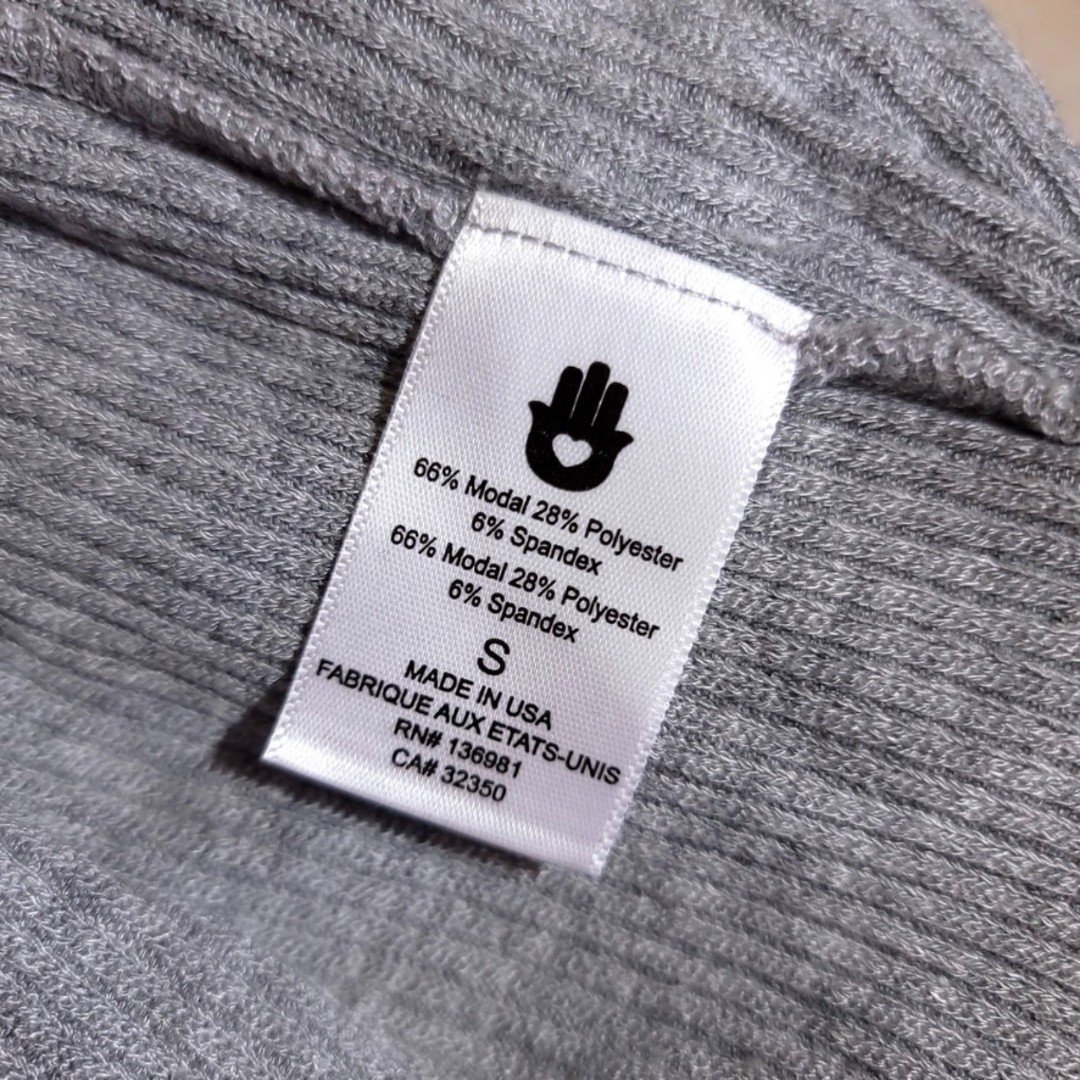 66% Modal 28% Polyester
6% Spandex
66% Modal 28% Polyester
6% Spandex
S
MADE IN USA
FABRIQUE AUX ETATS-UNIS
RN# 136981
CA# 32350